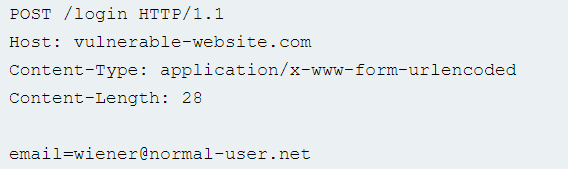 POST /login HTTP/1.1
Host: vulnerable-website.com
Content-Type: application/x-www-form-urlencoded
Content-Length: 28
email=wiener@normal-user.net